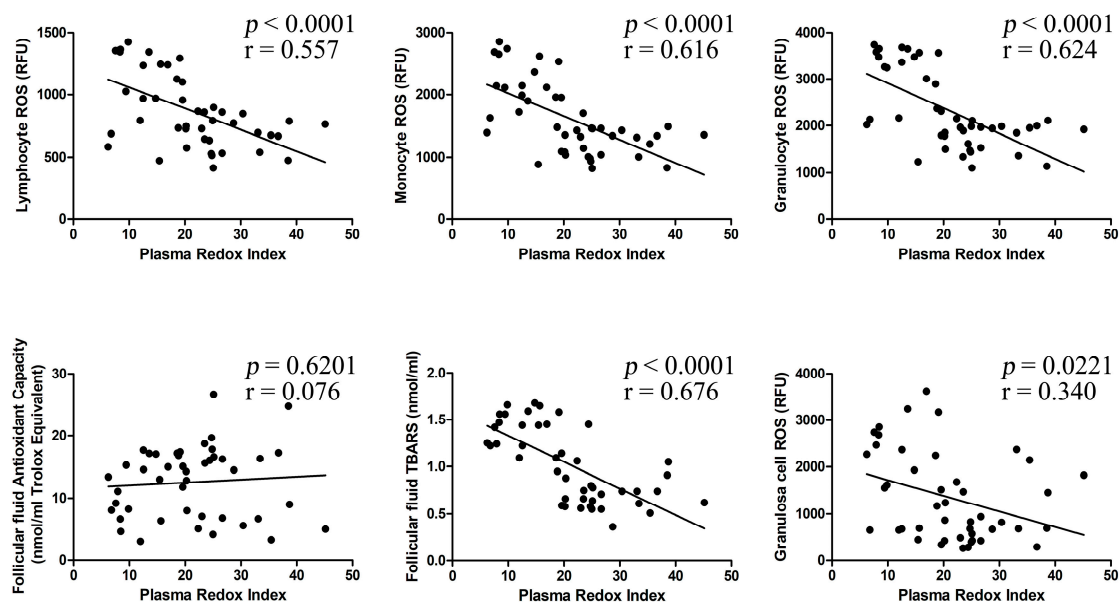 p < 0.0001
r = 0.557
Lymphocyte ROS (RFU)
1500
1000
500
0
0 10 20 30 40 50
Plasma Redox Index
p < 0.0001
r = 0.616
Monocyte ROS (RFU)
3000
2000
1000
0
0 10 20 30 40 50
Plasma Redox Index
p < 0.0001
r = 0.624
Granulocyte ROS (RFU)
4000
3000
2000
1000
0
0 10 20 30 40 50
Plasma Redox Index
p = 0.6201
r = 0.076
Follicular fluid Antioxidant Capacity
(nmol/ml Trolox Equivalent)
30
20
10
0
0 10 20 30 40 50
Plasma Redox Index
p < 0.0001
r = 0.676
Follicular fluid TBARS (nmol/ml)
2.0
1.5
1.0
0.5
0.0
0 10 20 30 40 50
Plasma Redox Index
p = 0.0221
r = 0.340
Granulosa cell ROS (RFU)
4000
3000
2000
1000
0
0 10 20 30 40 50
Plasma Redox Index